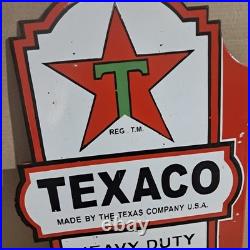 T
REG. T.M.
TEXACO
MADE BY THE TEXAS COMPANY U.S.A.
HEAVY DUTY